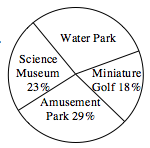 Water Park
Science
Museum
23%
Miniature
Golf 18%
Amusement
Park 29%